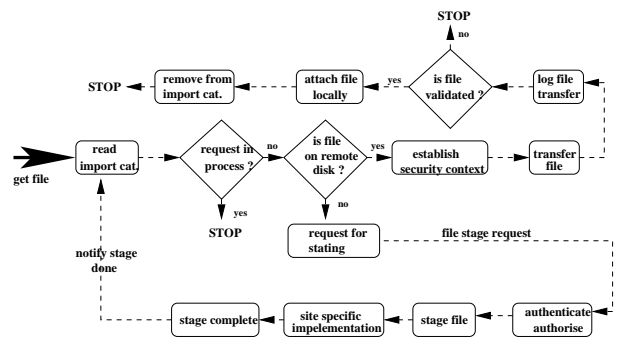 STOP
no
STOP
remove from
import cat.
attach file
locally
yes
is file
validated ?
log file
transfer
get file
read
import cat.
request in
process ?
no
yes
STOP
is file
on remote
disk ?
yes
no
establish
security context
transfer
file
request for
stating
file stage request
notify stage
done
stage complete
site specific
impelementation
stage file
authenticate
authorise